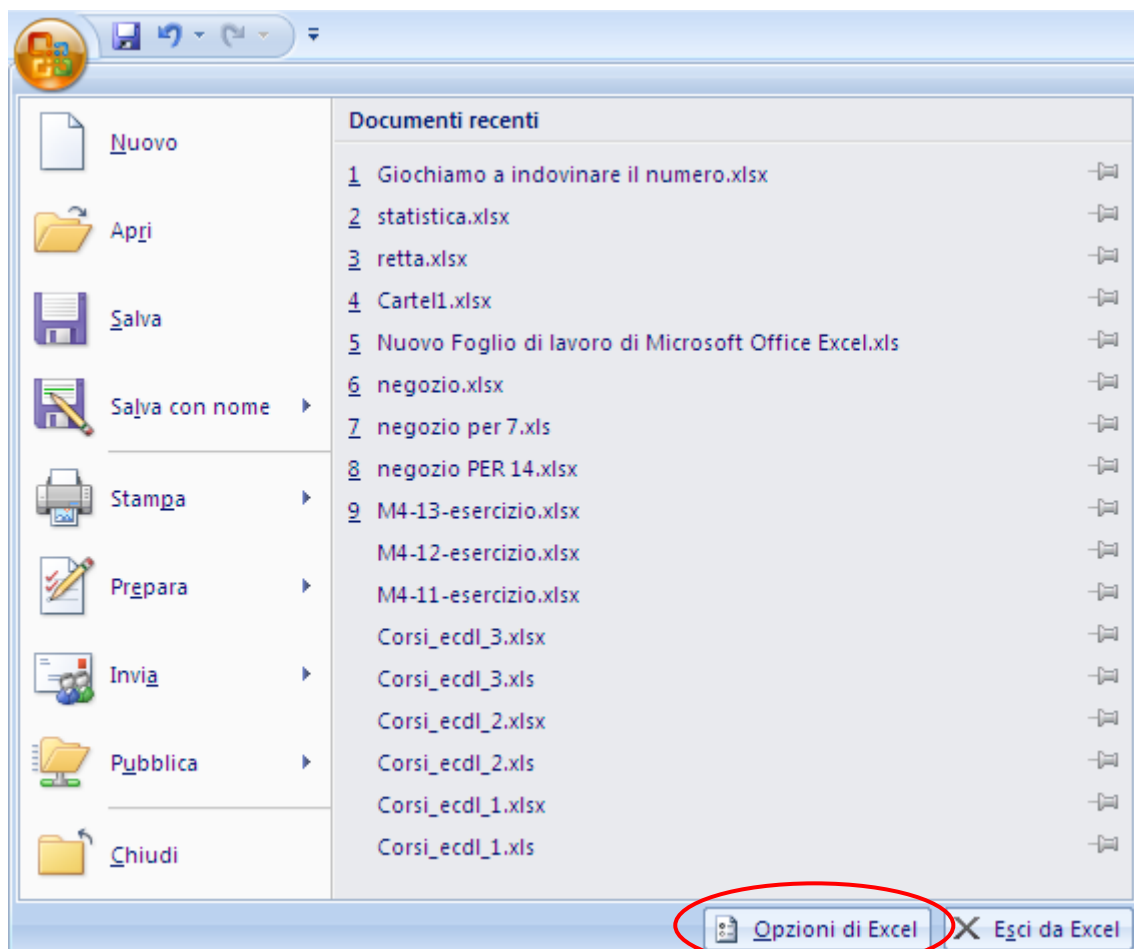 Nuovo
Apri
Salva
Salva con nome
Stampa
Prepara
Invia
Pubblica
Chiudi
Documenti recenti
1 Giochiamo a indovinare il numero.xlsx
2 statistica.xlsx
3 retta.xlsx
4 Cartel1.xlsx
5 Nuovo Foglio di lavoro di Microsoft Office Excel.xls
6 negozio.xlsx
7 negozio per 7.xls
8 negozio PER 14.xlsx
9 M4-13-esercizio.xlsx
M4-12-esercizio.xlsx
M4-11-esercizio.xlsx
Corsi_ecdl_3.xlsx
Corsi_ecdl_3.xls
Corsi_ecdl_2.xlsx
Corsi_ecdl_2.xls
Corsi_ecdl_1.xlsx
Corsi_ecdl_1.xls
Opzioni di Excel
Esci da Excel